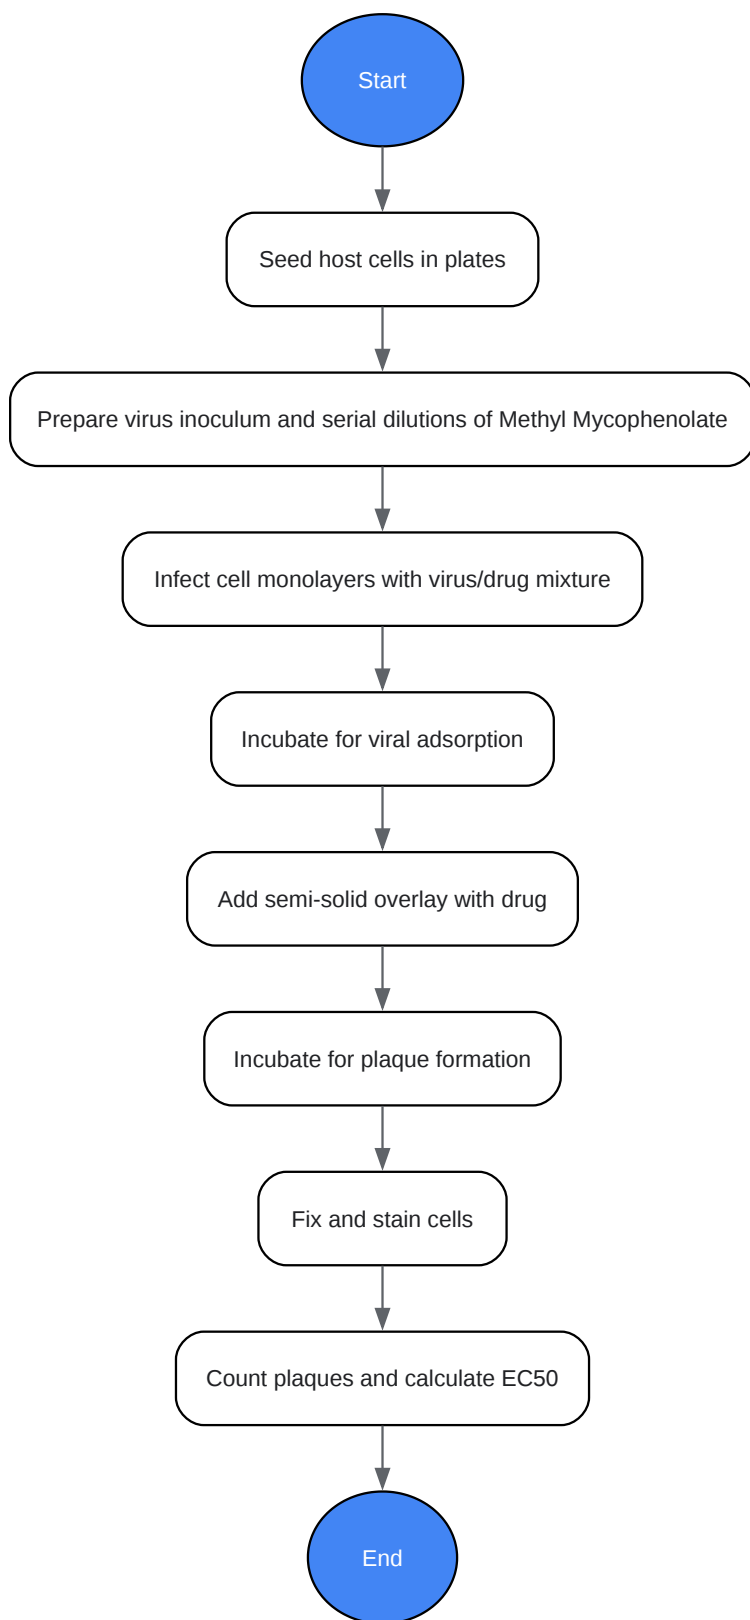 Start
Seed host cells in plates
Prepare virus inoculum and serial dilutions of Methyl Mycophenolate
Infect cell monolayers with virus/drug mixture
Incubate for viral adsorption
Add semi-solid overlay with drug
Incubate for plaque formation
Fix and stain cells
Count plaques and calculate EC50
End